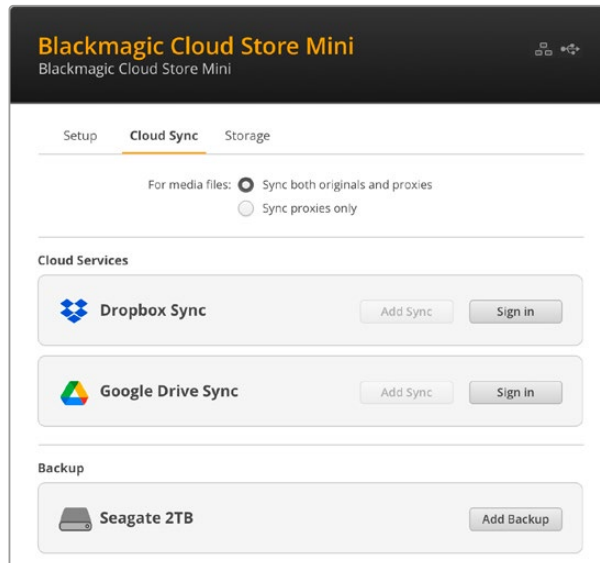 Blackmagic Cloud Store Mini
Blackmagic Cloud Store Mini
Setup Cloud Sync Storage
For media files: Sync both originals and proxies
Sync proxies only
Cloud Services
Dropbox Sync Add Sync Sign in
Google Drive Sync Add Sync Sign in
Backup
Seagate 2TB Add Backup